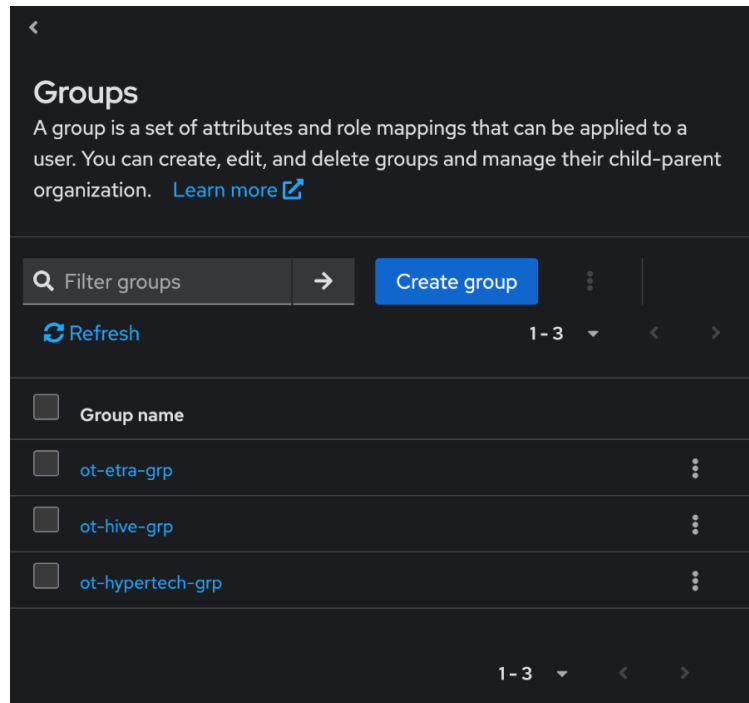 Groups
A group is a set of attributes and role mappings that can be applied to a
user. You can create, edit, and delete groups and manage their child-parent
organization. Learn more
Filter groups
Create group
Refresh
1 - 3
Group name
ot-etra-grp
ot-hive-grp
ot-hypertech-grp
1 - 3